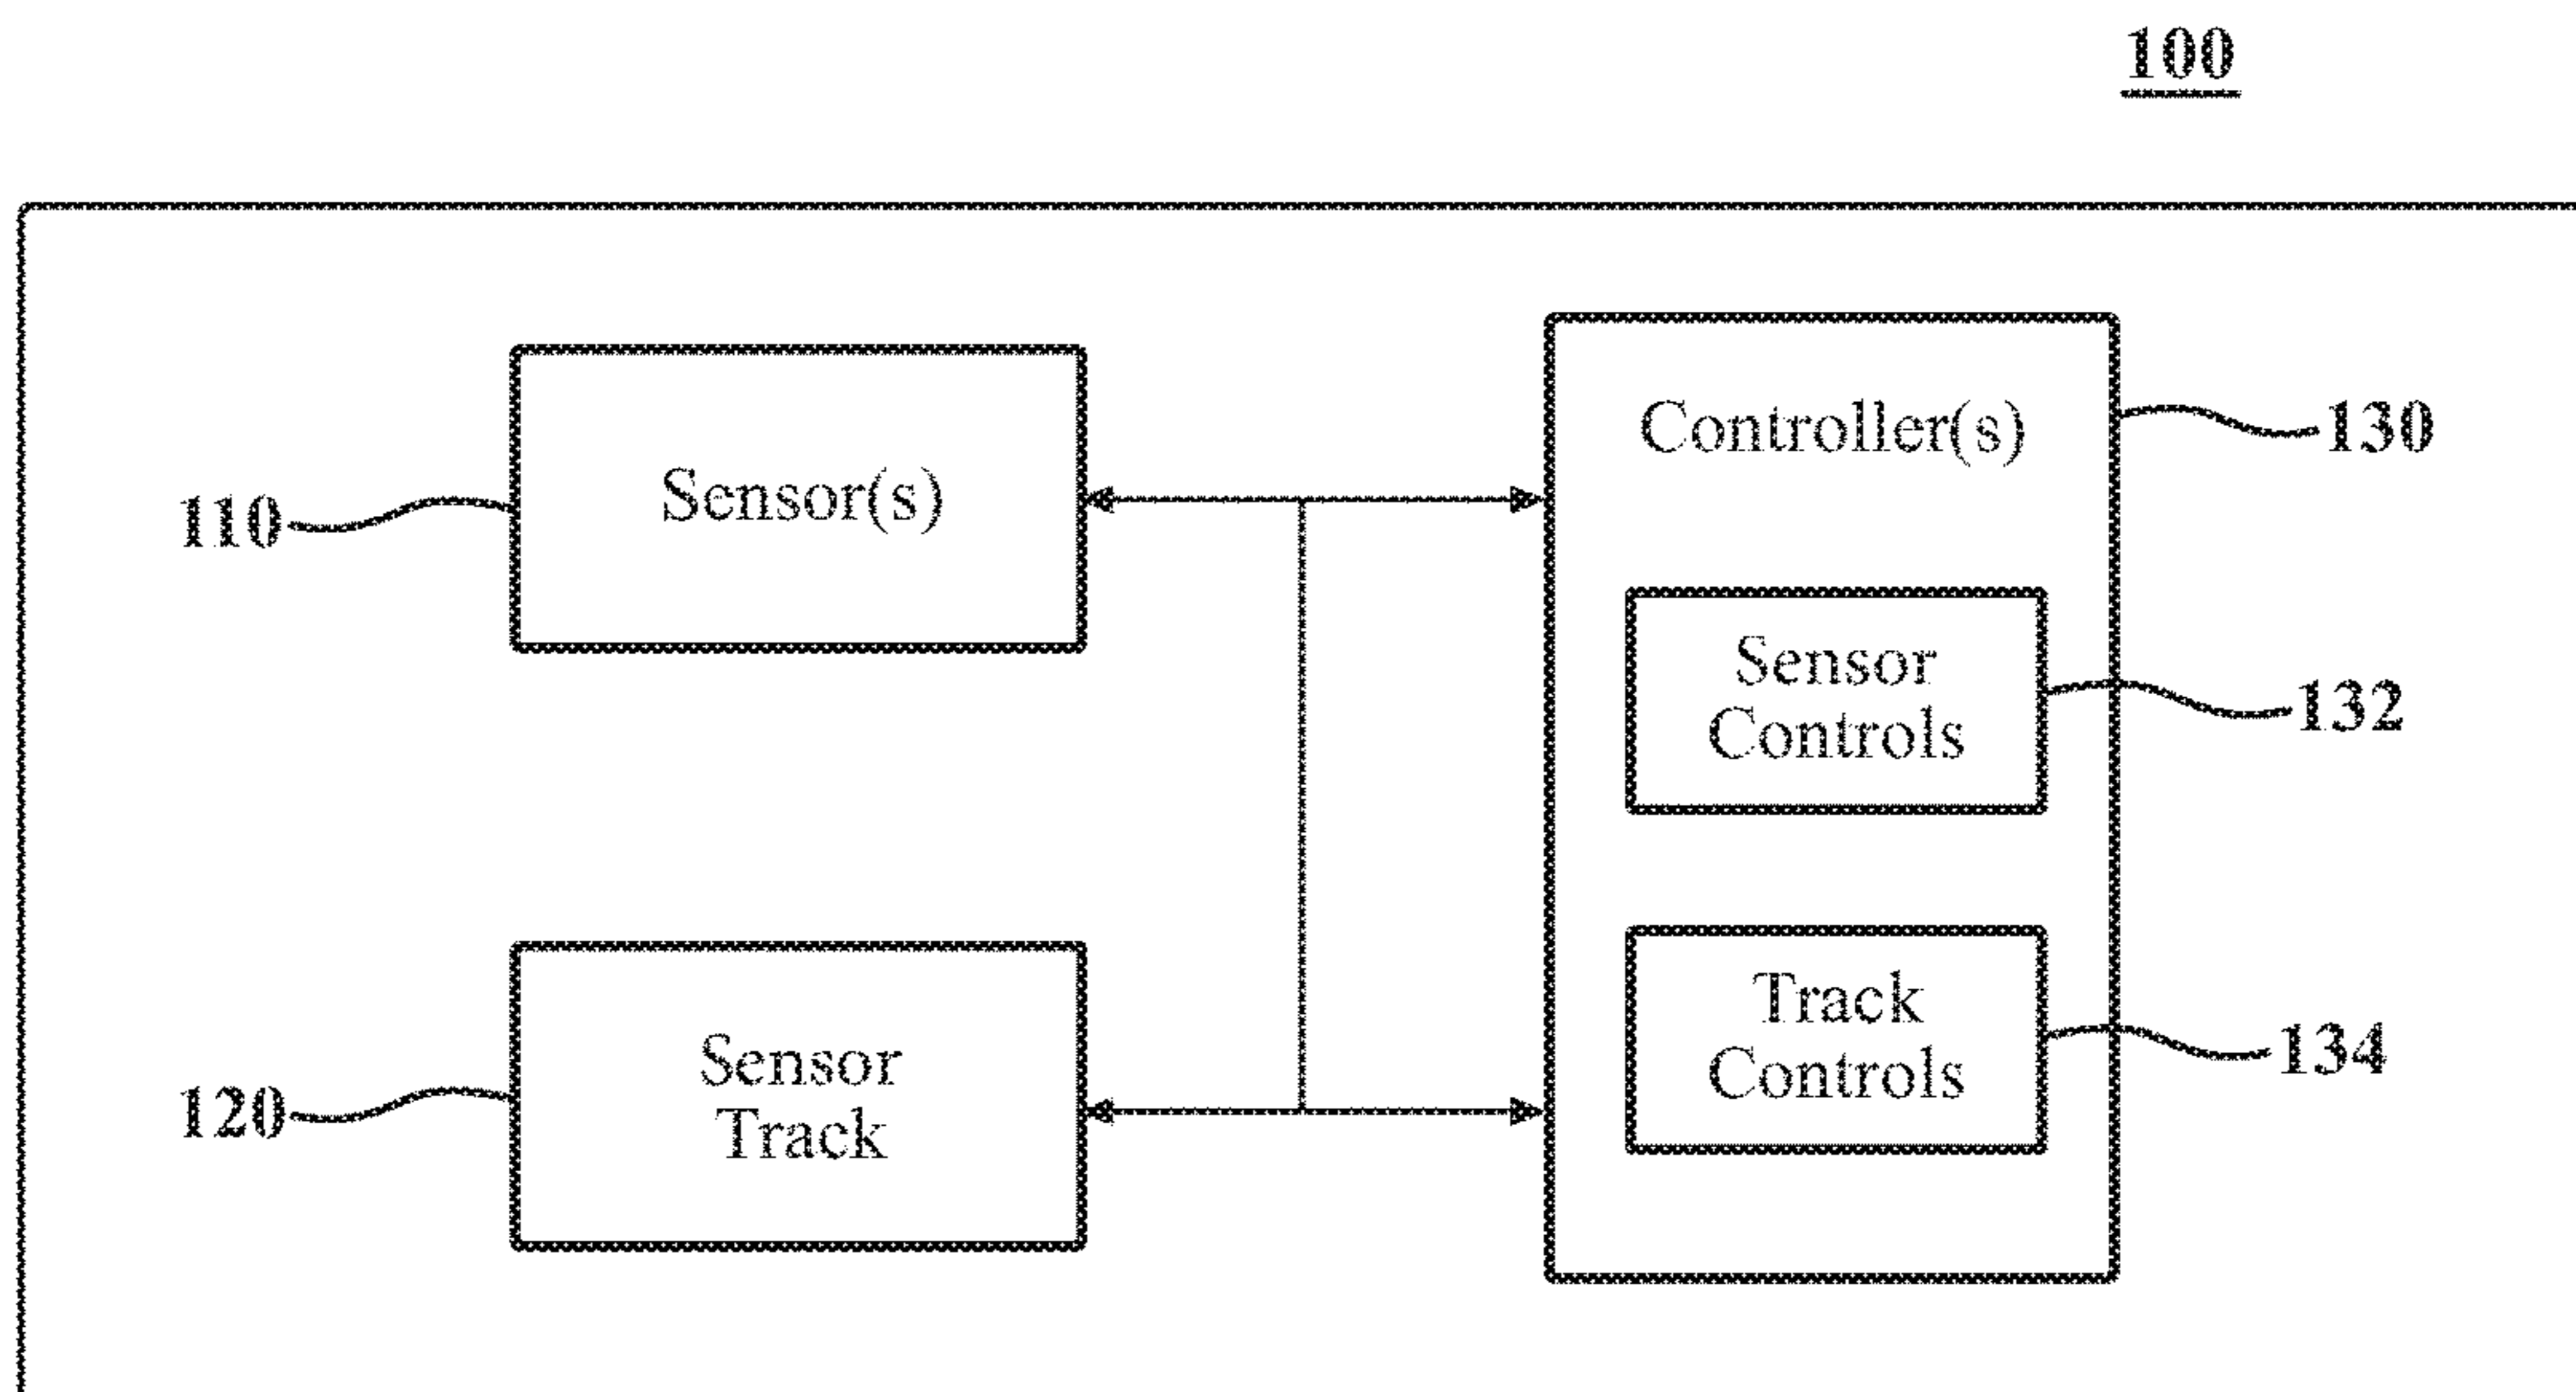 100
Controller(s)
130
Sensor(s)
110
Sensor
Controls
132
Track
Controls
134
Sensor
Track
120